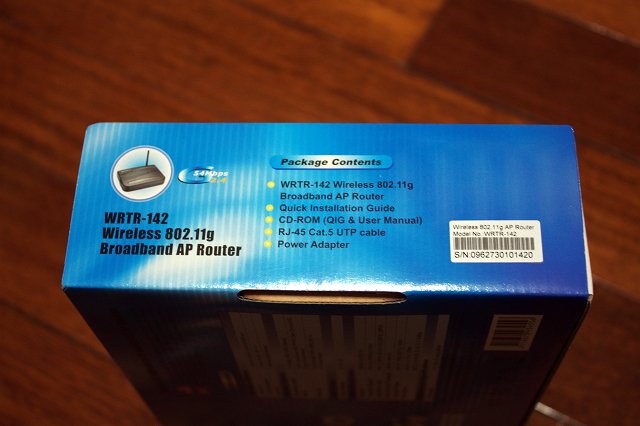 54Mbps
2.4
WRTR-142
Wireless 802.11g
Broadband AP Router
Package Contents
WRTR-142 Wireless 802.11g
Broadband AP Router
Quick Installation Guide
CD-ROM (QIG & User Manual)
RJ-45 Cat.5 UTP cable
Power Adapter
Wireless 802.11g AP Router
Model No. WRTR-142
S/N:0962730101420